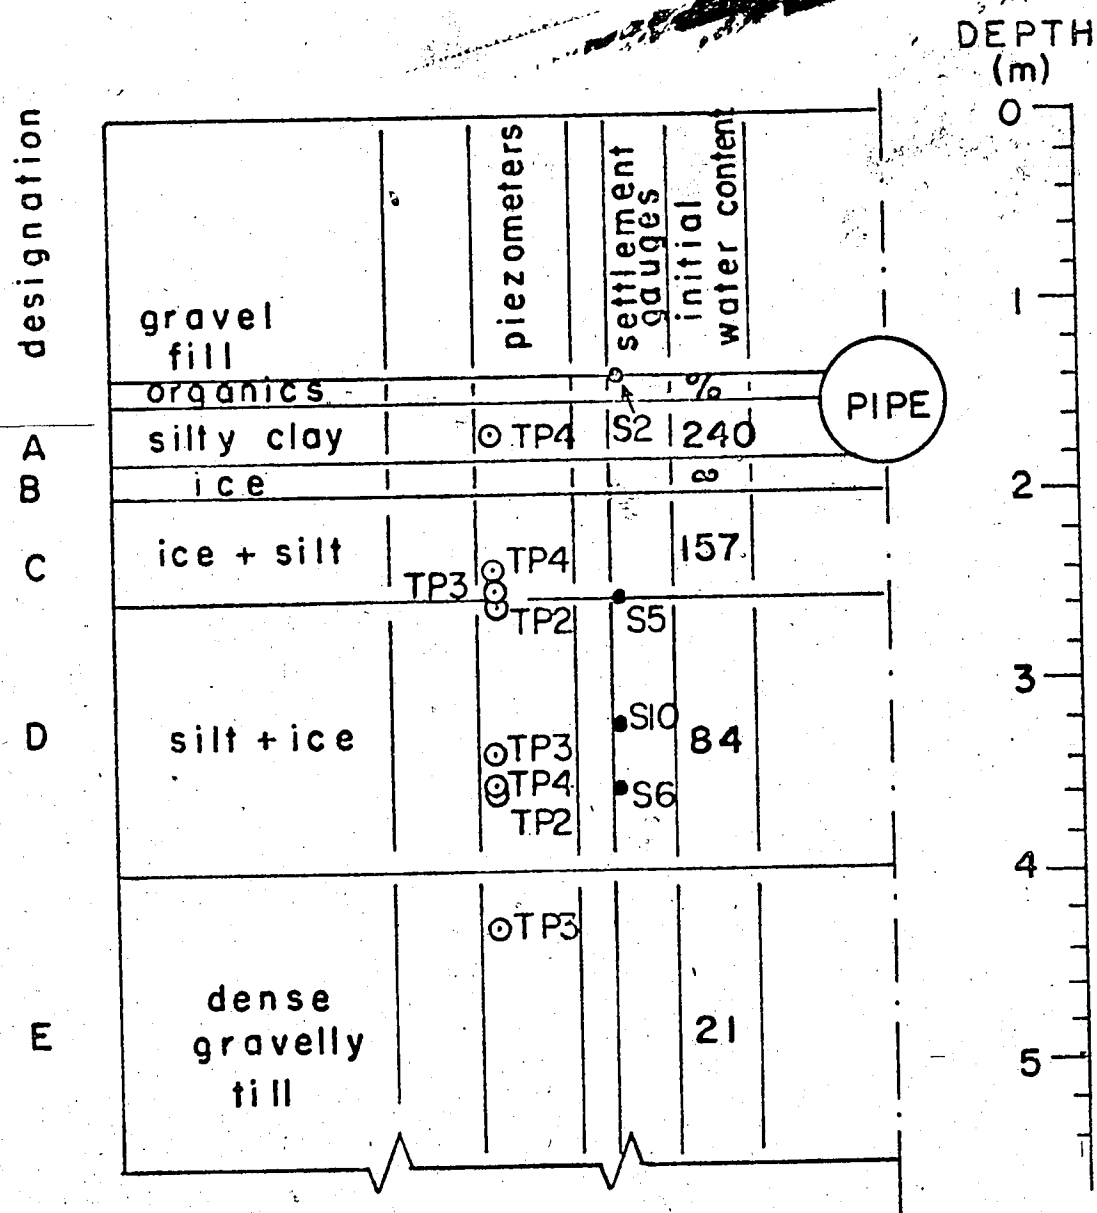 DEPTH
(m)
designation
piezometers
settlement
gauges
initial
water content
0
1
gravel
fill
organics
%
PIPE
A
silty clay
TP4
S2
240
B
ice
∞
2
C
ice + silt
TP4
157
TP3
TP2
S5
3
D
silt + ice
S10
84
TP3
TP4
S6
TP2
4
TP3
E
dense
gravelly
till
21
5